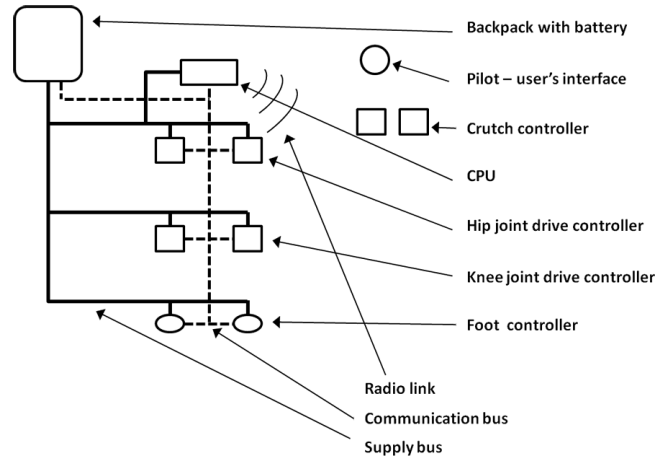 Backpack with battery
Pilot – user's interface
Crutch controller
CPU
Hip joint drive controller
Knee joint drive controller
Foot controller
Radio link
Communication bus
Supply bus